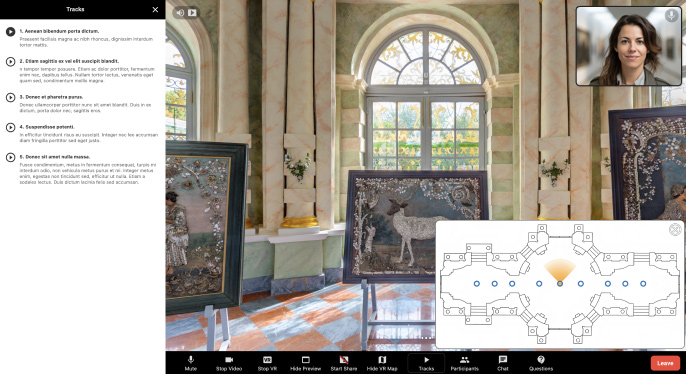 Tracks
1. Aenean bibendum porta dictum.
Praesent facilisis magna ac nibh rhoncus, dignissim interdum
tortor mattis.
2. Etiam sagittis ex vel elit suscipit blandit.
In tempor tempor posuere. Etiam ac dolor porttitor, fermentum
enim nec, dapibus tellus. Nullam tortor lectus, venenatis eget
quam sed, condimentum mollis magna.
3. Donec et pharetra purus.
Donec ullamcorper porttitor nunc sit amet blandit. Duis in ex
dictum, porta dolor nec, sagittis eros.
4. Suspendisse potenti.
In efficitur tincidunt risus eu suscipit. Integer nec leo accumsan
diam fringilla porttitor sed eget justo.
5. Donec sit amet nulla massa.
Fusce condimentum, metus in fermentum consequat, turpis mi
interdum odio, non vehicula metus purus et mi. Integer metus
enim, egestas non tincidunt sed, efficitur ut nulla. Etiam a
sodales lectus. Duis dictum lacinia felis sed accumsan.
Mute
Stop Video
Stop VR
Hide Preview
Start Share
Hide VR Map
Tracks
Participants
Chat
Questions
Leave